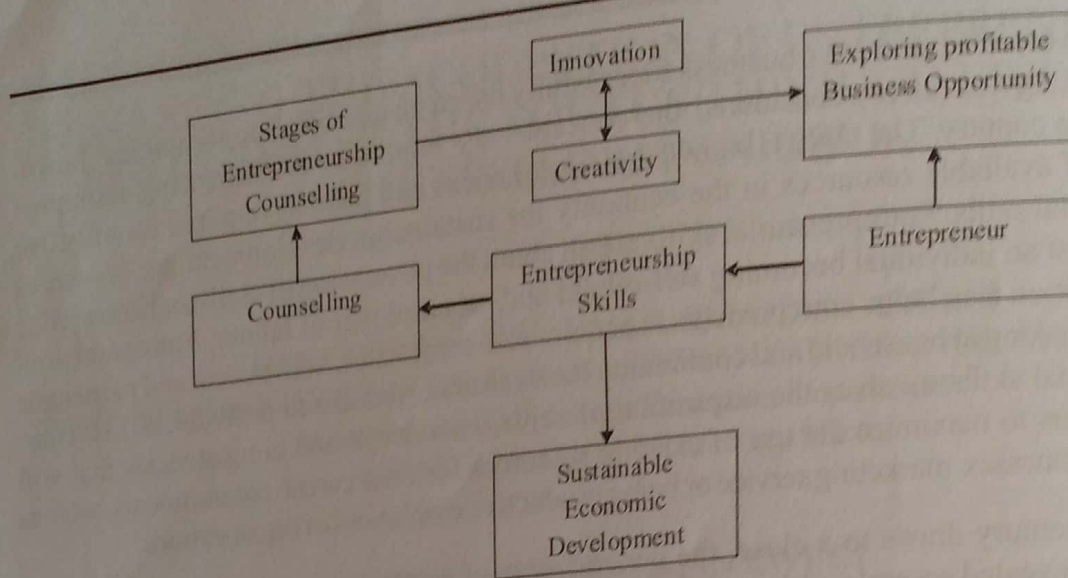 Innovation
Exploring profitable
Business Opportunity
Stages of
Entrepreneurship
Counselling
Creativity
Entrepreneur
Entrepreneurship
Skills
Counselling
Sustainable
Economic
Development